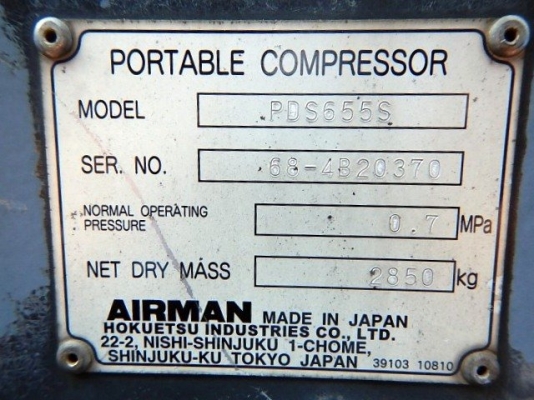 PORTABLE COMPRESSOR
MODEL PDS655S
SER. NO. 68-4B20370
NORMAL OPERATING PRESSURE 0.7 MPa
NET DRY MASS 2850 kg
AIRMAN MADE IN JAPAN
HOKUETSU INDUSTRIES CO., LTD.
22-2, NISHI-SHINJUKU 1-CHOME,
SHINJUKU-KU TOKYO JAPAN 39103 10810